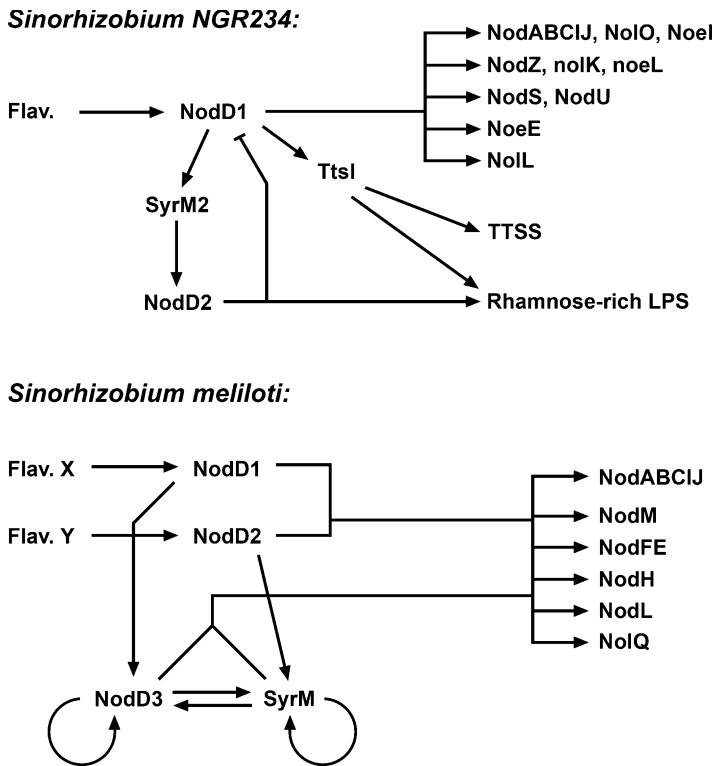 Sinorhizobium NGR234:
NodABCIJ, NolO, NoeI
NodZ, nolK, noeL
Flav.
NodD1
NodS, NodU
NoeE
NolL
TtsI
SyrM2
TTSS
NodD2
Rhamnose-rich LPS
Sinorhizobium meliloti:
Flav. X
NodD1
NodABCIJ
NodM
Flav. Y
NodD2
NodFE
NodH
NodL
NolQ
NodD3
SyrM